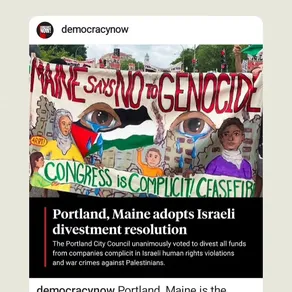 democracynow
MAINE SAYS NO TO GENOCIDE
CONGRESS IS COMPLICIT! CEASEFIR
Portland, Maine adopts Israeli
divestment resolution
The Portland City Council unanimously voted to divest all funds
from companies complicit in Israeli human rights violations
and war crimes against Palestinians.
democracynow Portland, Maine is the